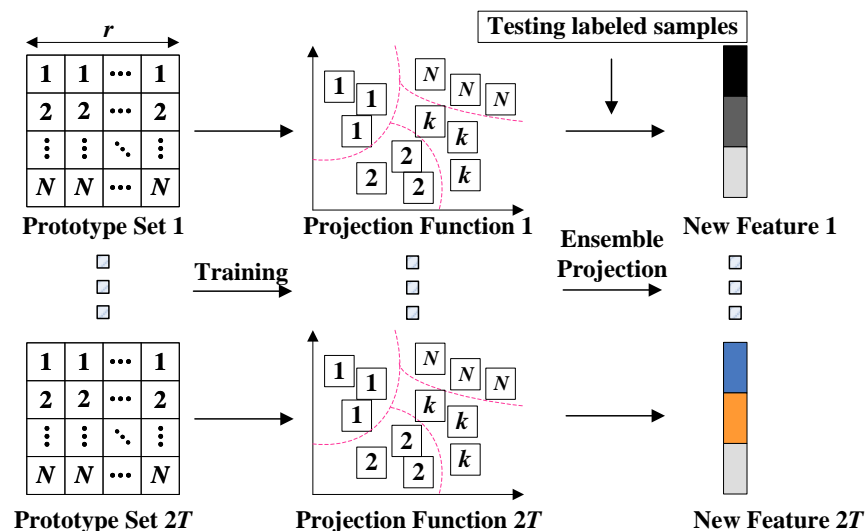 r
Testing labeled samples
1 1 ... 1
2 2 ... 2
⋮ ⋮ ⋱ ⋮
N N ... N
1
1
1
N
N
N
k
k
k
2
2
2
Prototype Set 1
Projection Function 1
New Feature 1
Training
Ensemble
Projection
1 1 ... 1
2 2 ... 2
⋮ ⋮ ⋱ ⋮
N N ... N
1
1
1
N
N
N
k
k
k
2
2
2
Prototype Set 2T
Projection Function 2T
New Feature 2T